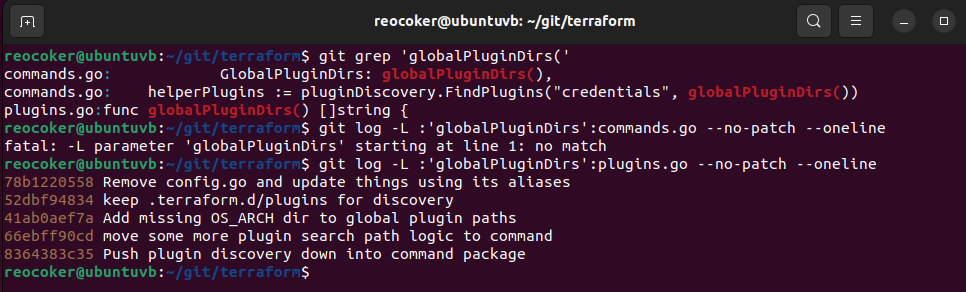 reocoker@ubuntuvb: ~/git/terraform
reocoker@ubuntuvb:~/git/terraform$ git grep 'globalPluginDirs('
commands.go:            GlobalPluginDirs: globalPluginDirs(),
commands.go:    helperPlugins := pluginDiscovery.FindPlugins("credentials", globalPluginDirs())
plugins.go:func globalPluginDirs() []string {
reocoker@ubuntuvb:~/git/terraform$ git log -L :'globalPluginDirs':commands.go --no-patch --oneline
fatal: -L parameter 'globalPluginDirs' starting at line 1: no match
reocoker@ubuntuvb:~/git/terraform$ git log -L :'globalPluginDirs':plugins.go --no-patch --oneline
78b1220558 Remove config.go and update things using its aliases
52dbf94834 keep .terraform.d/plugins for discovery
41ab0aef7a Add missing OS_ARCH dir to global plugin paths
66ebff90cd move some more plugin search path logic to command
8364383c35 Push plugin discovery down into command package
reocoker@ubuntuvb:~/git/terraform$